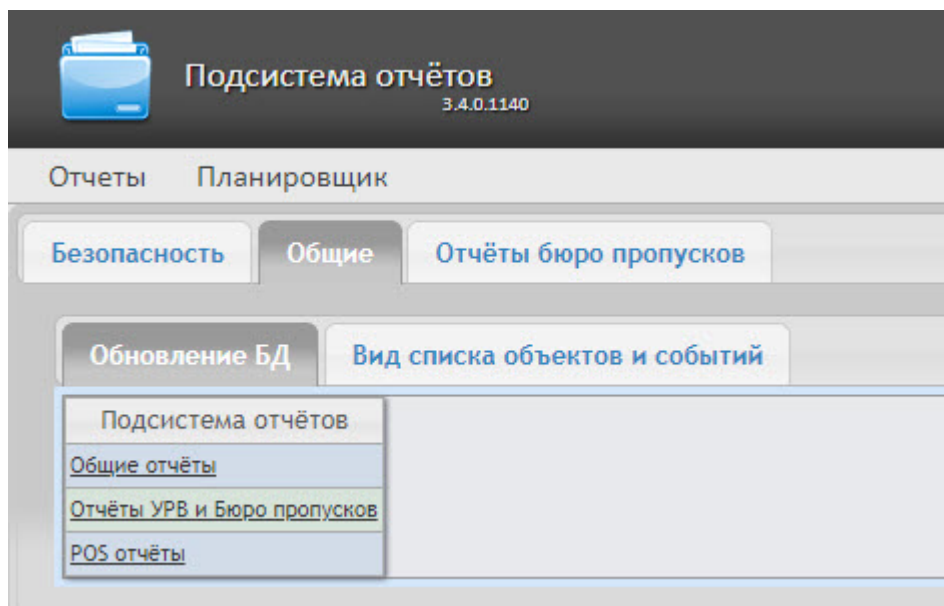 Подсистема отчётов
3.4.0.1140
Отчеты Планировщик
Безопасность Общие Отчёты бюро пропусков
Обновление БД Вид списка объектов и событий
Подсистема отчётов
Общие отчёты
Отчёты УРВ и Бюро пропусков
POS отчёты